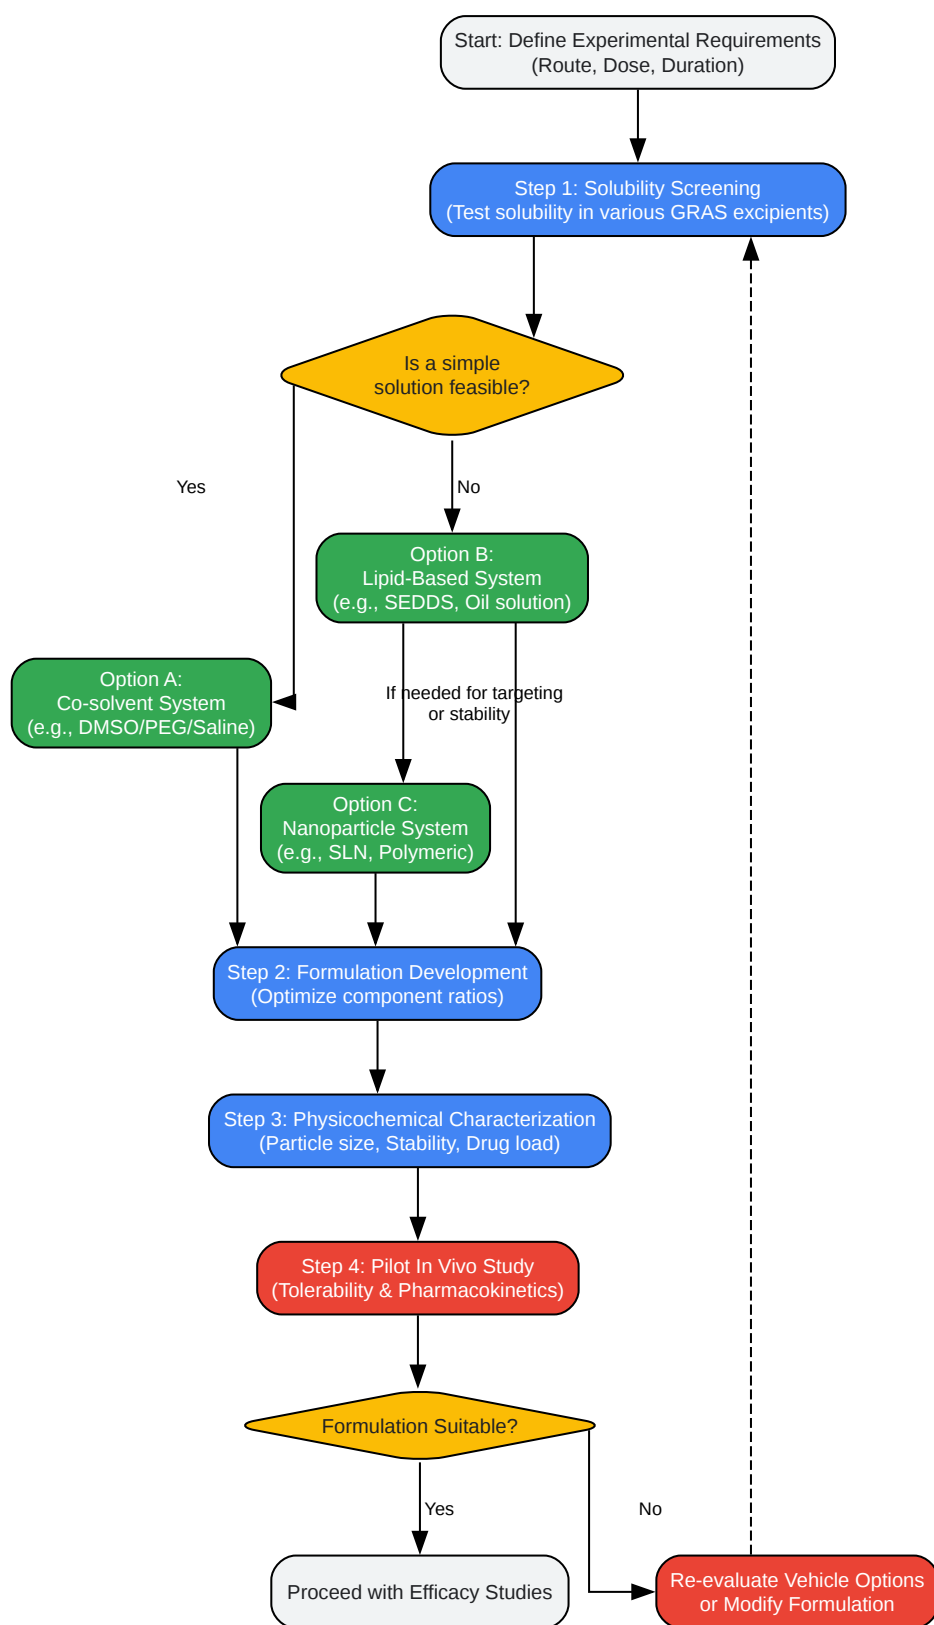 Start: Define Experimental Requirements
(Route, Dose, Duration)
Step 1: Solubility Screening
(Test solubility in various GRAS excipients)
Is a simple
solution feasible?
Yes
No
Option B:
Lipid-Based System
(e.g., SEDDS, Oil solution)
Option A:
Co-solvent System
(e.g., DMSO/PEG/Saline)
If needed for targeting
or stability
Option C:
Nanoparticle System
(e.g., SLN, Polymeric)
Step 2: Formulation Development
(Optimize component ratios)
Step 3: Physicochemical Characterization
(Particle size, Stability, Drug load)
Step 4: Pilot In Vivo Study
(Tolerability & Pharmacokinetics)
Formulation Suitable?
Yes
No
Proceed with Efficacy Studies
Re-evaluate Vehicle Options
or Modify Formulation